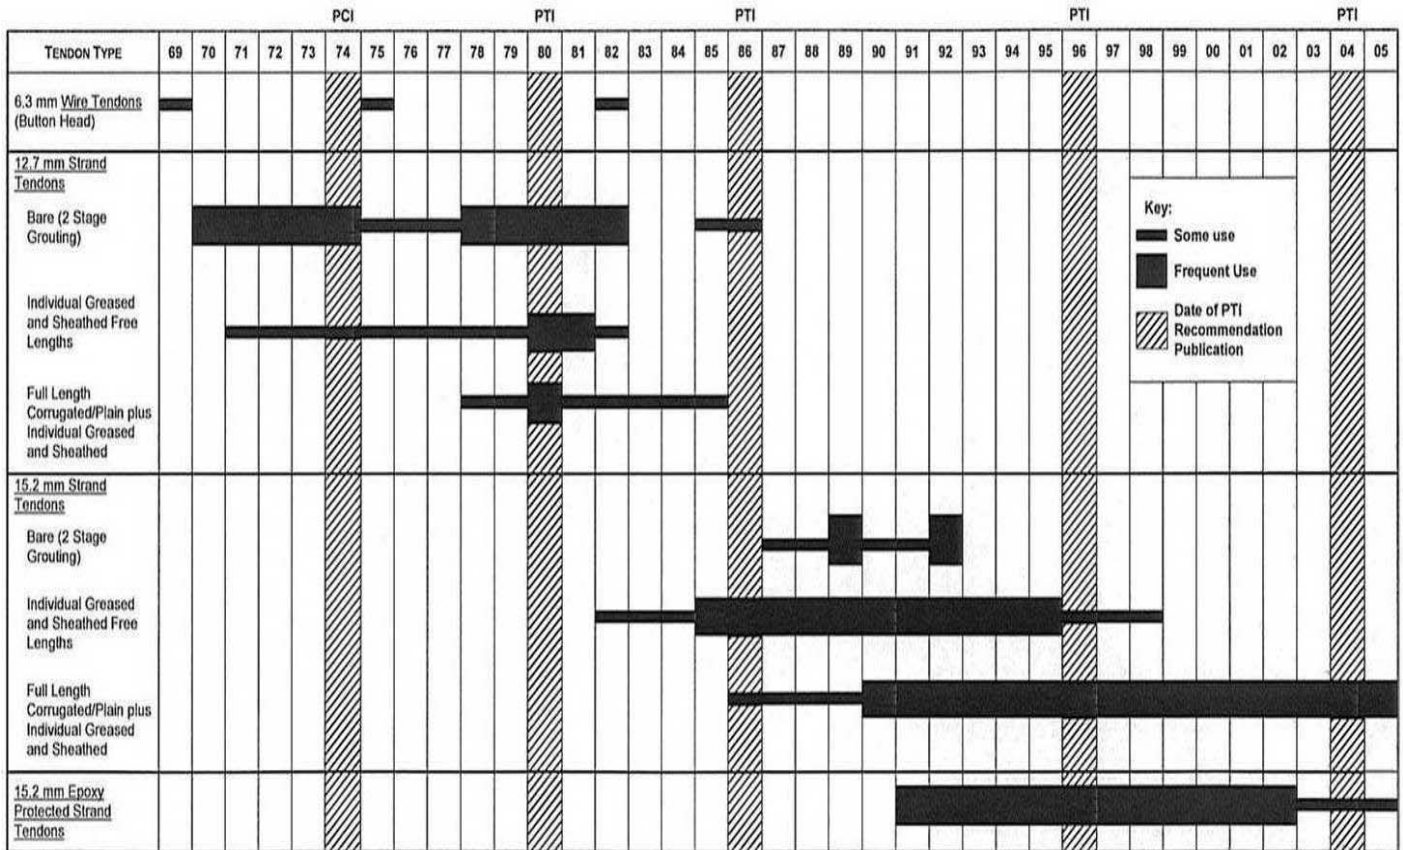 PCI PTI PTI PTI PTI
TENDON TYPE 69 70 71 72 73 74 75 76 77 78 79 80 81 82 83 84 85 86 87 88 89 90 91 92 93 94 95 96 97 98 99 00 01 02 03 04 05
6.3 mm Wire Tendons
(Button Head)
12.7 mm Strand
Tendons
Bare (2 Stage
Grouting)
Individual Greased
and Sheathed Free
Lengths
Full Length
Corrugated/Plain plus
Individual Greased
and Sheathed
Key:
Some use
Frequent Use
Date of PTI
Recommendation
Publication
15.2 mm Strand
Tendons
Bare (2 Stage
Grouting)
Individual Greased
and Sheathed Free
Lengths
Full Length
Corrugated/Plain plus
Individual Greased
and Sheathed
15.2 mm Epoxy
Protected Strand
Tendons